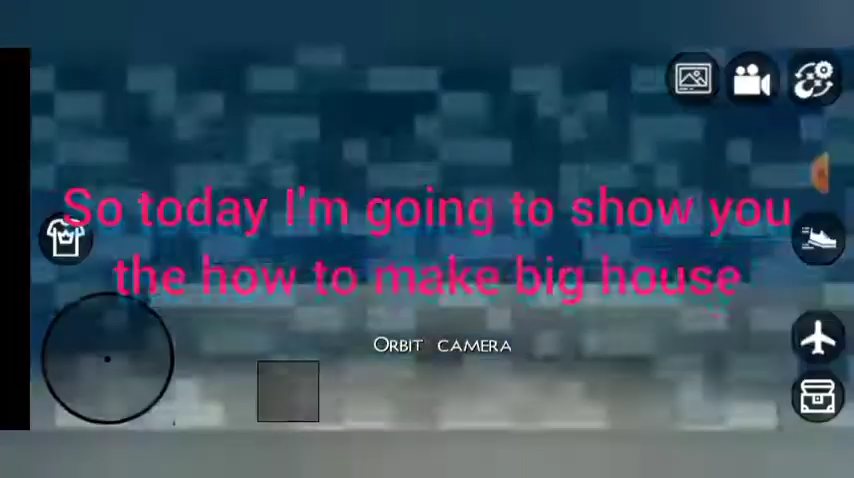 So today I'm going to show you
the how to make big house
ORBIT CAMERA